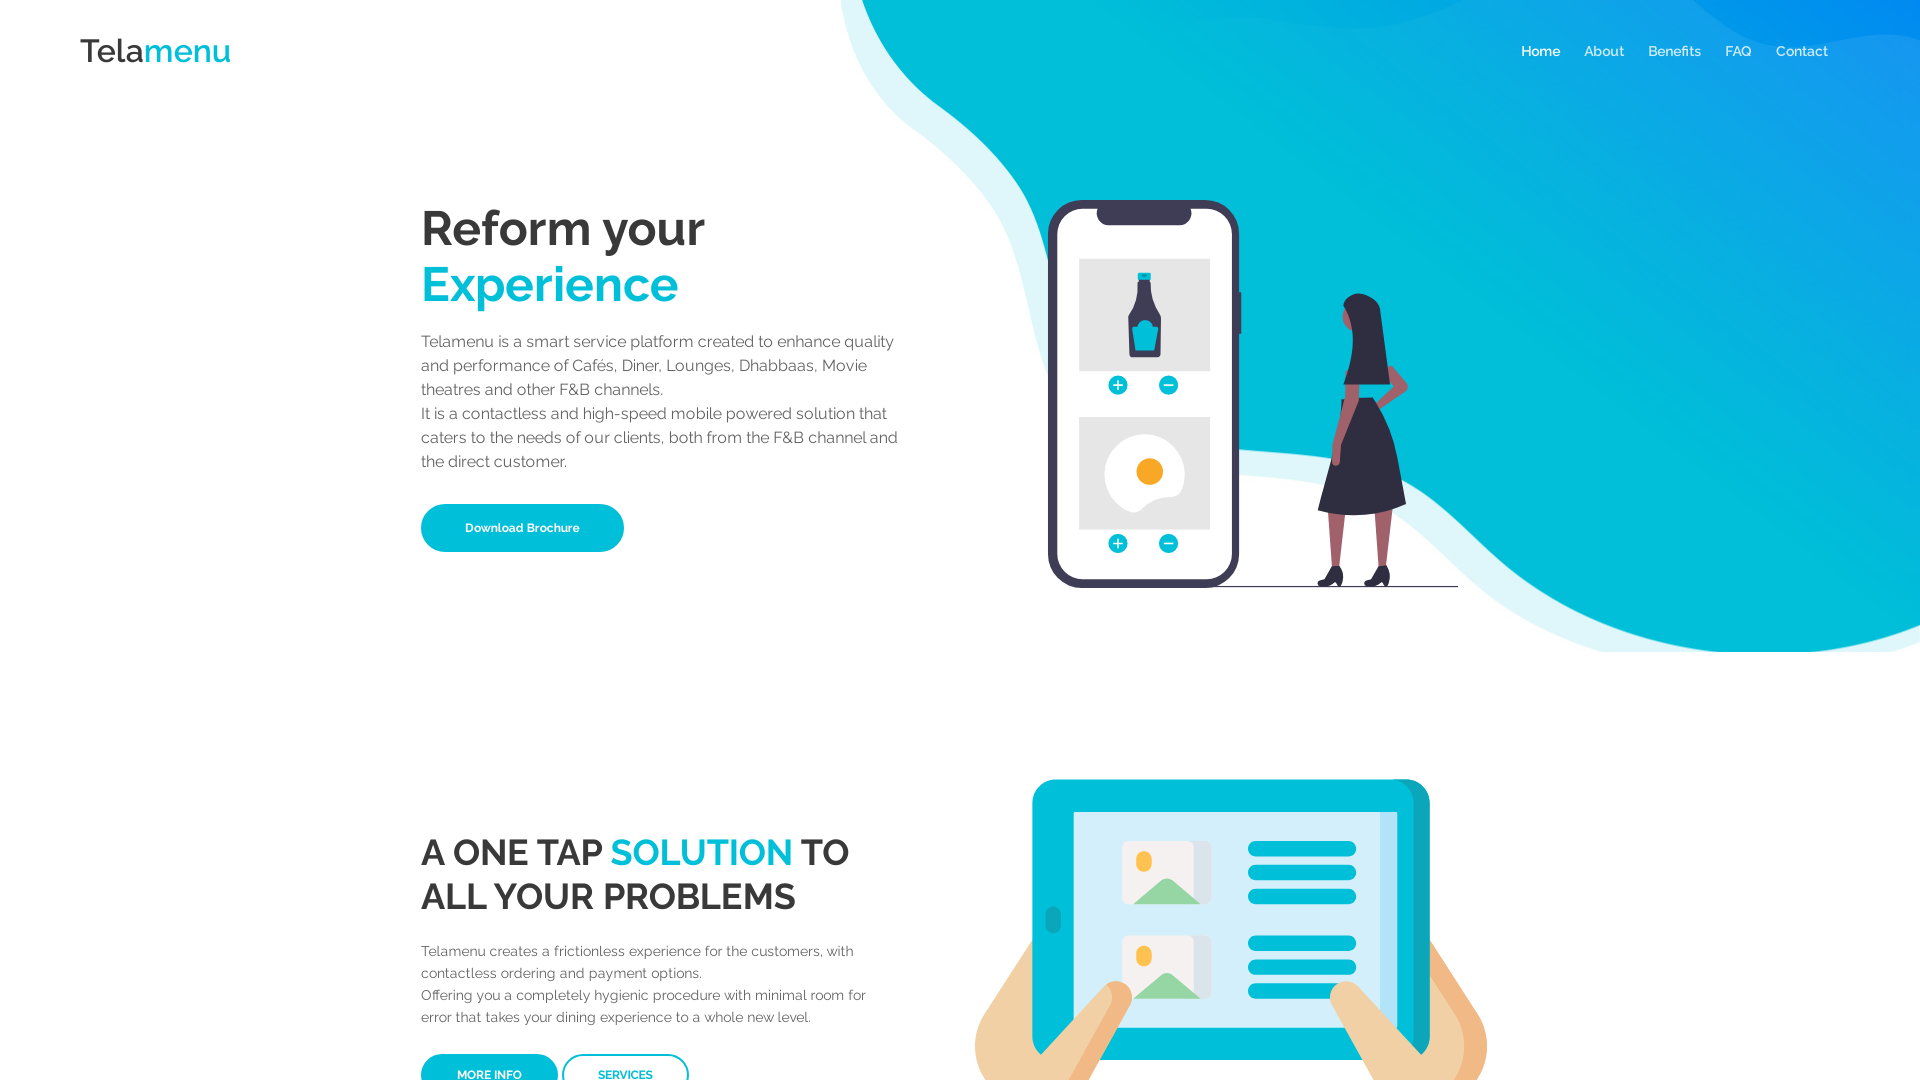 Telamenu
Home About Benefits FAQ Contact
Reform your
Experience
Telamenu is a smart service platform created to enhance quality
and performance of Cafés, Diner, Lounges, Dhabbaas, Movie
theatres and other F&B channels.
It is a contactless and high-speed mobile powered solution that
caters to the needs of our clients, both from the F&B channel and
the direct customer.
Download Brochure
A ONE TAP SOLUTION TO
ALL YOUR PROBLEMS
Telamenu creates a frictionless experience for the customers, with
contactless ordering and payment options.
Offering you a completely hygienic procedure with minimal room for
error that takes your dining experience to a whole new level.
MORE INFO SERVICES